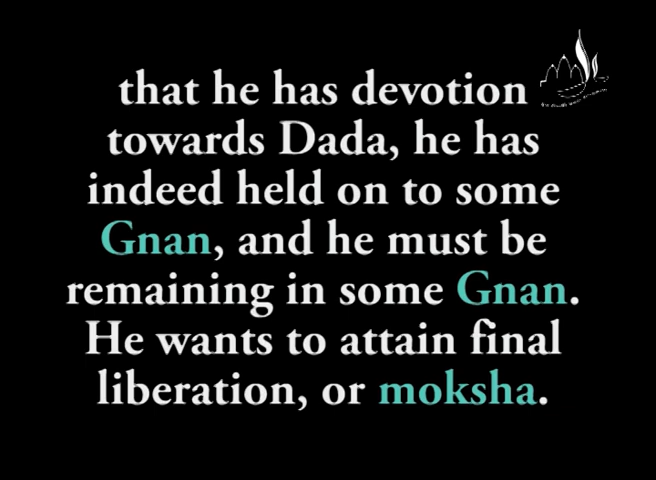 that he has devotion
towards Dada, he has
indeed held on to some
Gnan, and he must be
remaining in some Gnan.
He wants to attain final
liberation, or moksha.